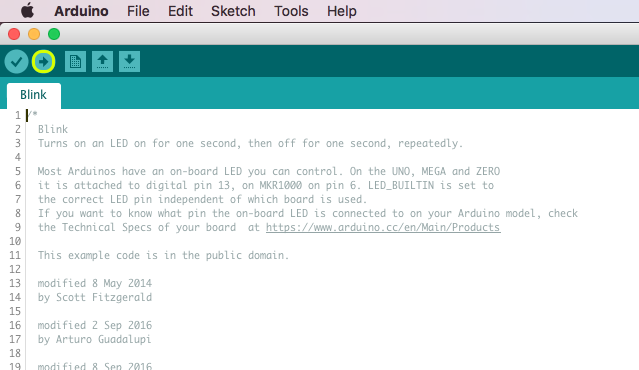 Arduino File Edit Sketch Tools Help
Blink
1 /*
2 Blink
3 Turns on an LED on for one second, then off for one second, repeatedly.
4
5 Most Arduinos have an on-board LED you can control. On the UNO, MEGA and ZERO
6 it is attached to digital pin 13, on MKR1000 on pin 6. LED_BUILTIN is set to
7 the correct LED pin independent of which board is used.
8 If you want to know what pin the on-board LED is connected to on your Arduino model, check
9 the Technical Specs of your board at https://www.arduino.cc/en/Main/Products
10
11 This example code is in the public domain.
12
13 modified 8 May 2014
14 by Scott Fitzgerald
15
16 modified 2 Sep 2016
17 by Arturo Guadalupi
18
19 modified 8 Sep 2016